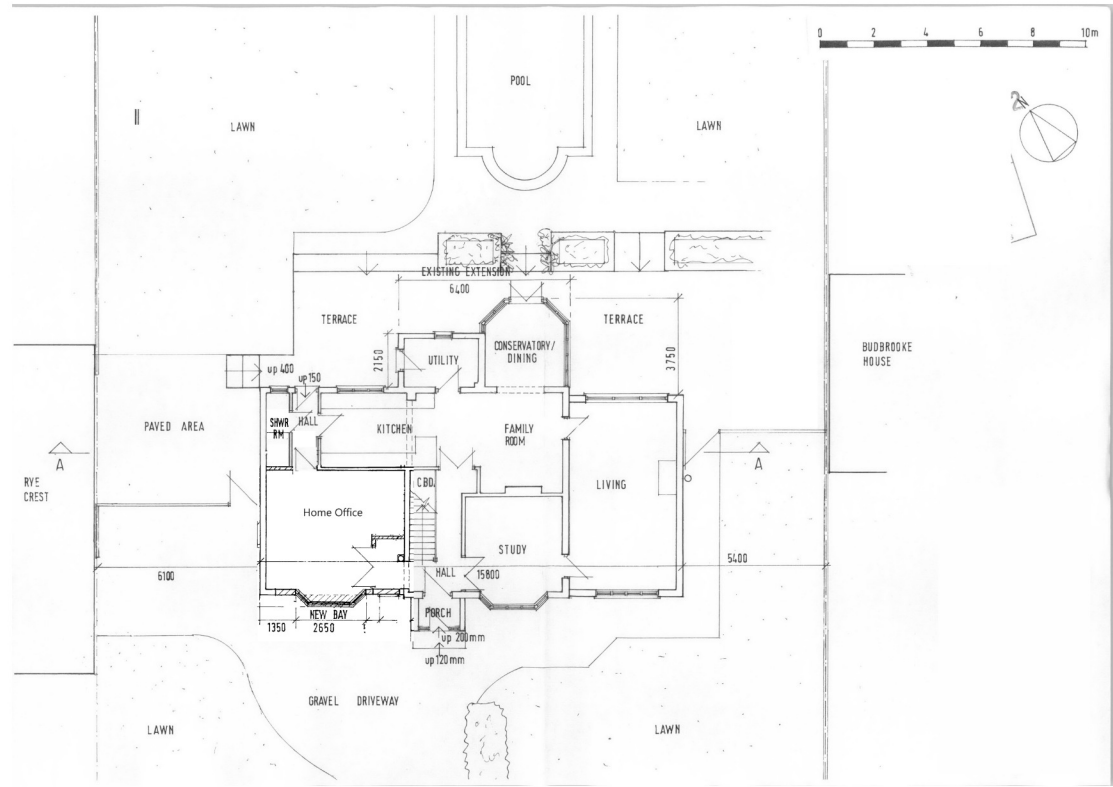 0 2 4 6 8 10m
N
POOL
LAWN
LAWN
EXISTING EXTENSION
6400
TERRACE
TERRACE
CONSERVATORY/
DINING
UTILITY
2150
3750
BUDBROOKE
HOUSE
up 400
up 150
HALL
SHWR
RM
KITCHEN
FAMILY
ROOM
PAVED AREA
A
A
RYE
CREST
CBD.
LIVING
Home Office
STUDY
HALL
15800
6100
5400
NEW BAY
1350
2650
PORCH
up 200mm
up 120mm
GRAVEL DRIVEWAY
LAWN
LAWN